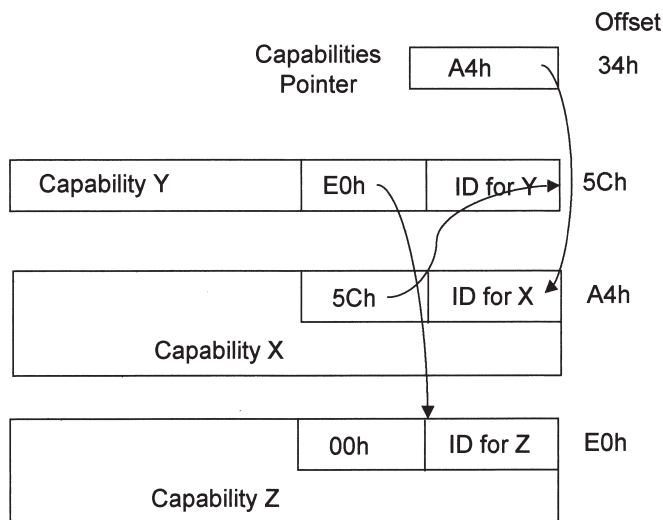 Offset
Capabilities
Pointer
A4h
34h
Capability Y
E0h
ID for Y
5Ch
5Ch
ID for X
A4h
Capability X
00h
ID for Z
E0h
Capability Z